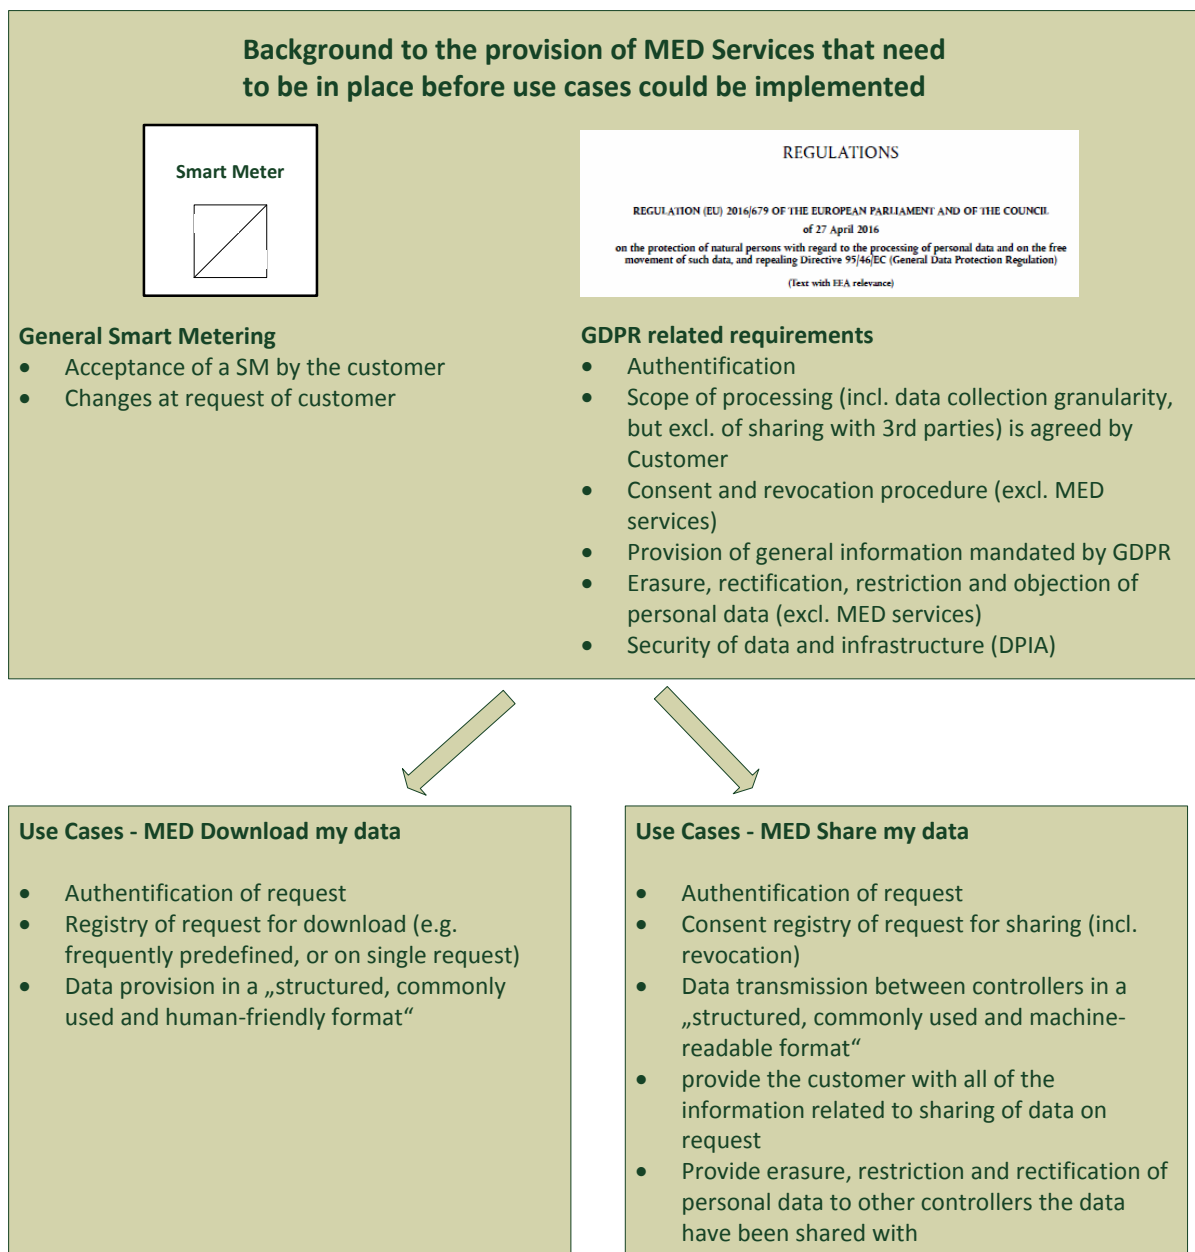 Background to the provision of MED Services that need
to be in place before use cases could be implemented
Smart Meter
REGULATIONS
REGULATION (EU) 2016/679 OF THE EUROPEAN PARLIAMENT AND OF THE COUNCIL
of 27 April 2016
on the protection of natural persons with regard to the processing of personal data and on the free
movement of such data, and repealing Directive 95/46/EC (General Data Protection Regulation)
(Text with EEA relevance)
General Smart Metering
• Acceptance of a SM by the customer
• Changes at request of customer
GDPR related requirements
• Authentification
• Scope of processing (incl. data collection granularity,
but excl. of sharing with 3rd parties) is agreed by
Customer
• Consent and revocation procedure (excl. MED
services)
• Provision of general information mandated by GDPR
• Erasure, rectification, restriction and objection of
personal data (excl. MED services)
• Security of data and infrastructure (DPIA)
Use Cases - MED Download my data
• Authentification of request
• Registry of request for download (e.g.
frequently predefined, or on single request)
• Data provision in a „structured, commonly
used and human-friendly format“
Use Cases - MED Share my data
• Authentification of request
• Consent registry of request for sharing (incl.
revocation)
• Data transmission between controllers in a
„structured, commonly used and machine-
readable format“
• provide the customer with all of the
information related to sharing of data on
request
• Provide erasure, restriction and rectification of
personal data to other controllers the data
have been shared with